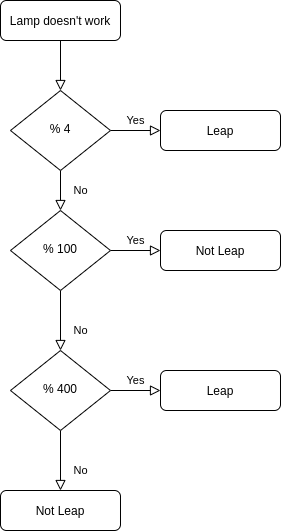 Lamp doesn't work
% 4
Yes
Leap
No
% 100
Yes
Not Leap
No
% 400
Yes
Leap
No
Not Leap